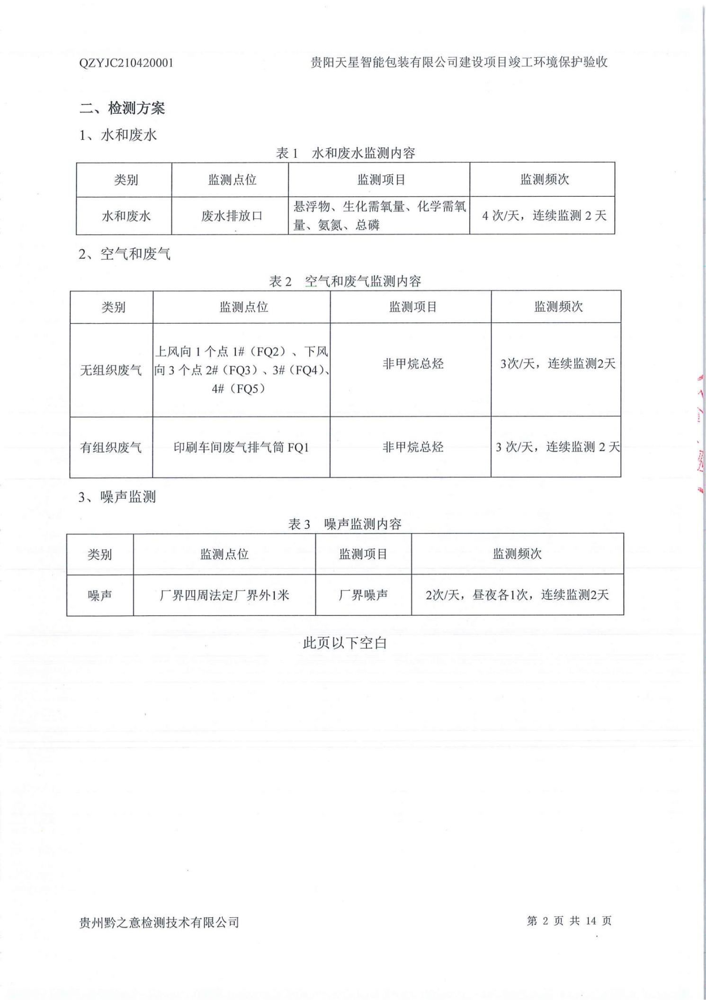 QZYJC210420001 贵阳天星智能包装有限公司建设项目竣工环境保护验收
二、检测方案
1、水和废水
表 1 水和废水监测内容
类别 监测点位 监测项目 监测频次
水和废水 废水排放口 悬浮物、生化需氧量、化学需氧
量、氨氮、总磷 4 次/天，连续监测 2 天
2、空气和废气
表 2 空气和废气监测内容
类别 监测点位 监测项目 监测频次
无组织废气 上风向 1 个点 1#（FQ2）、下风
向 3 个点 2#（FQ3）、3#（FQ4）、
4#（FQ5） 非甲烷总烃 3次/天，连续监测2天
有组织废气 印刷车间废气排气筒 FQ1 非甲烷总烃 3 次/天，连续监测 2 天
3、噪声监测
表 3 噪声监测内容
类别 监测点位 监测项目 监测频次
噪声 厂界四周法定厂界外1米 厂界噪声 2次/天，昼夜各1次，连续监测2天
此页以下空白
贵州黔之意检测技术有限公司 第 2 页 共 14 页